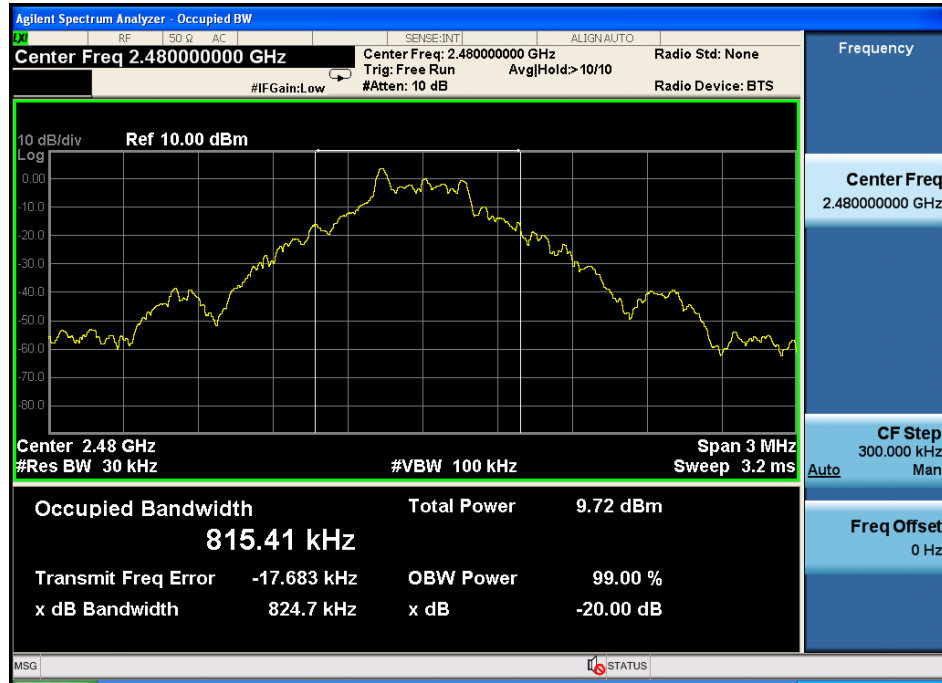 Agilent Spectrum Analyzer - Occupied BW
LXI RF 50 Ω AC SENSE:INT ALIGN AUTO
Center Freq 2.480000000 GHz
Center Freq: 2.480000000 GHz Radio Std: None
Trig: Free Run Avg|Hold:> 10/10
#IFGain:Low #Atten: 10 dB Radio Device: BTS
10 dB/div Ref 10.00 dBm
Log
0.00
-10.0
-20.0
-30.0
-40.0
-50.0
-60.0
-70.0
-80.0
Center 2.48 GHz Span 3 MHz
#Res BW 30 kHz #VBW 100 kHz Sweep 3.2 ms
Occupied Bandwidth Total Power 9.72 dBm
815.41 kHz
Transmit Freq Error -17.683 kHz OBW Power 99.00 %
x dB Bandwidth 824.7 kHz x dB -20.00 dB
MSG STATUS
Frequency
Center Freq
2.480000000 GHz
CF Step
300.000 kHz
Auto Man
Freq Offset
0 Hz